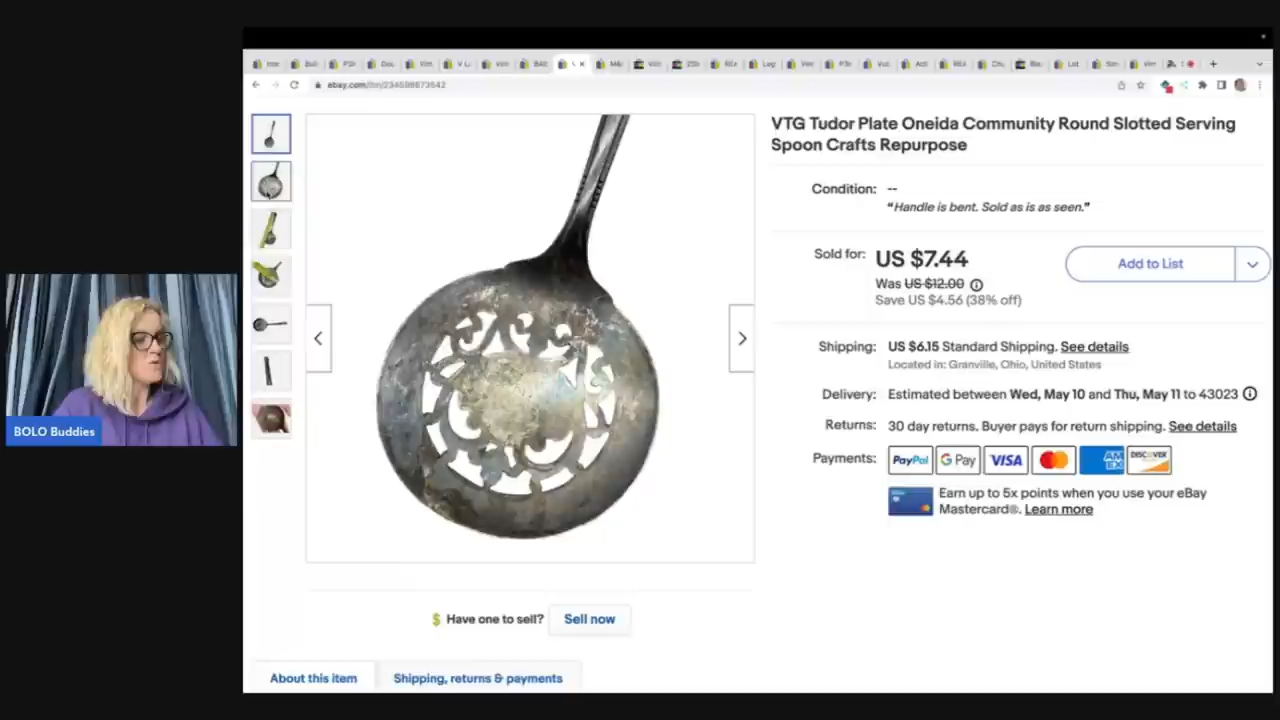 ebay.com/itm/234598673542
VTG Tudor Plate Oneida Community Round Slotted Serving
Spoon Crafts Repurpose
Condition: --
“Handle is bent. Sold as is as seen.”
Sold for: US $7.44
Add to List
Was US $12.00
Save US $4.56 (38% off)
Shipping: US $6.15 Standard Shipping. See details
Located in: Granville, Ohio, United States
Delivery: Estimated between Wed, May 10 and Thu, May 11 to 43023
Returns: 30 day returns. Buyer pays for return shipping. See details
Payments: PayPal G Pay VISA AM EX DISCOVER
Earn up to 5x points when you use your eBay
Mastercard®. Learn more
BOLO Buddies
$ Have one to sell? Sell now
About this item
Shipping, returns & payments